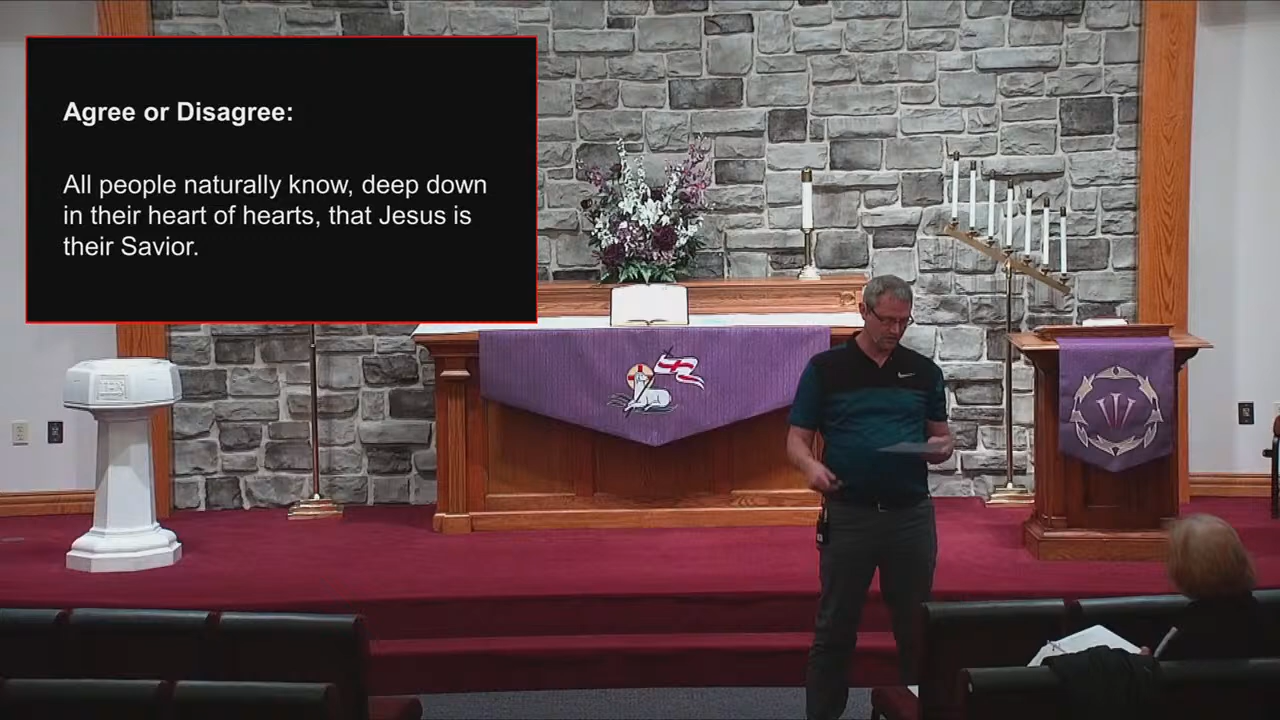 Agree or Disagree:
All people naturally know, deep down
in their heart of hearts, that Jesus is
their Savior.